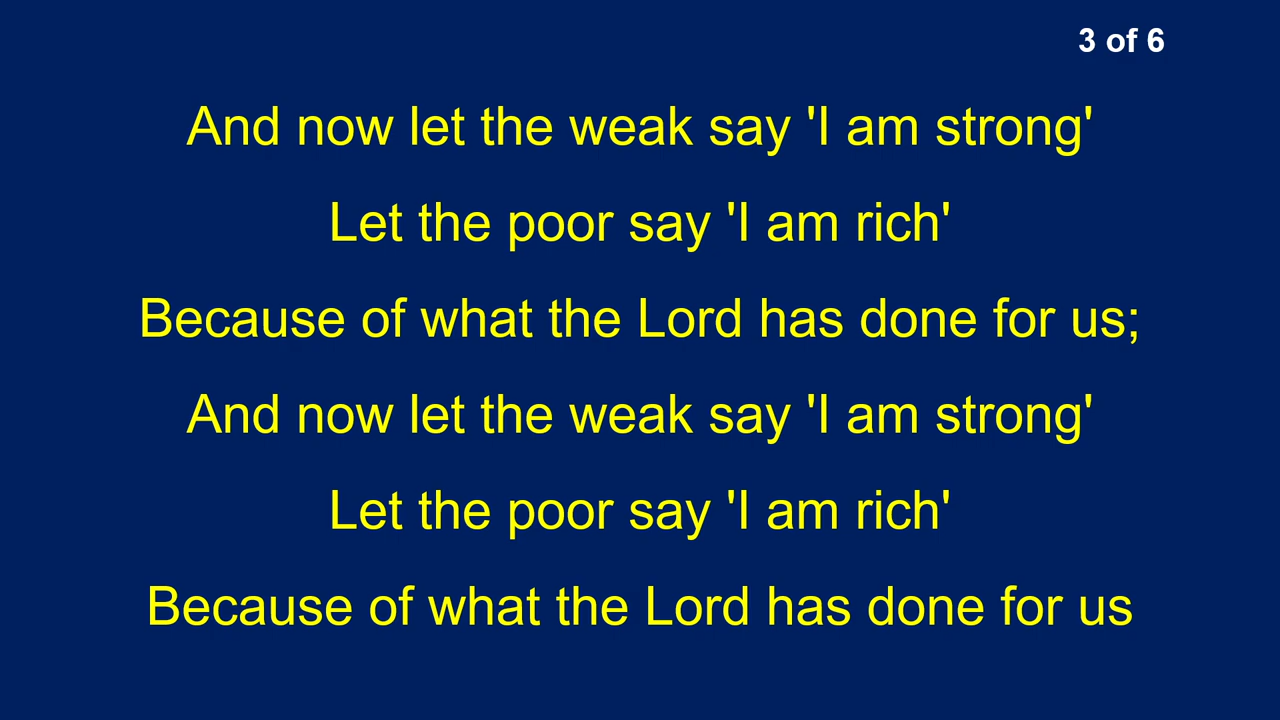 3 of 6
And now let the weak say 'I am strong'
Let the poor say 'I am rich'
Because of what the Lord has done for us;
And now let the weak say 'I am strong'
Let the poor say 'I am rich'
Because of what the Lord has done for us